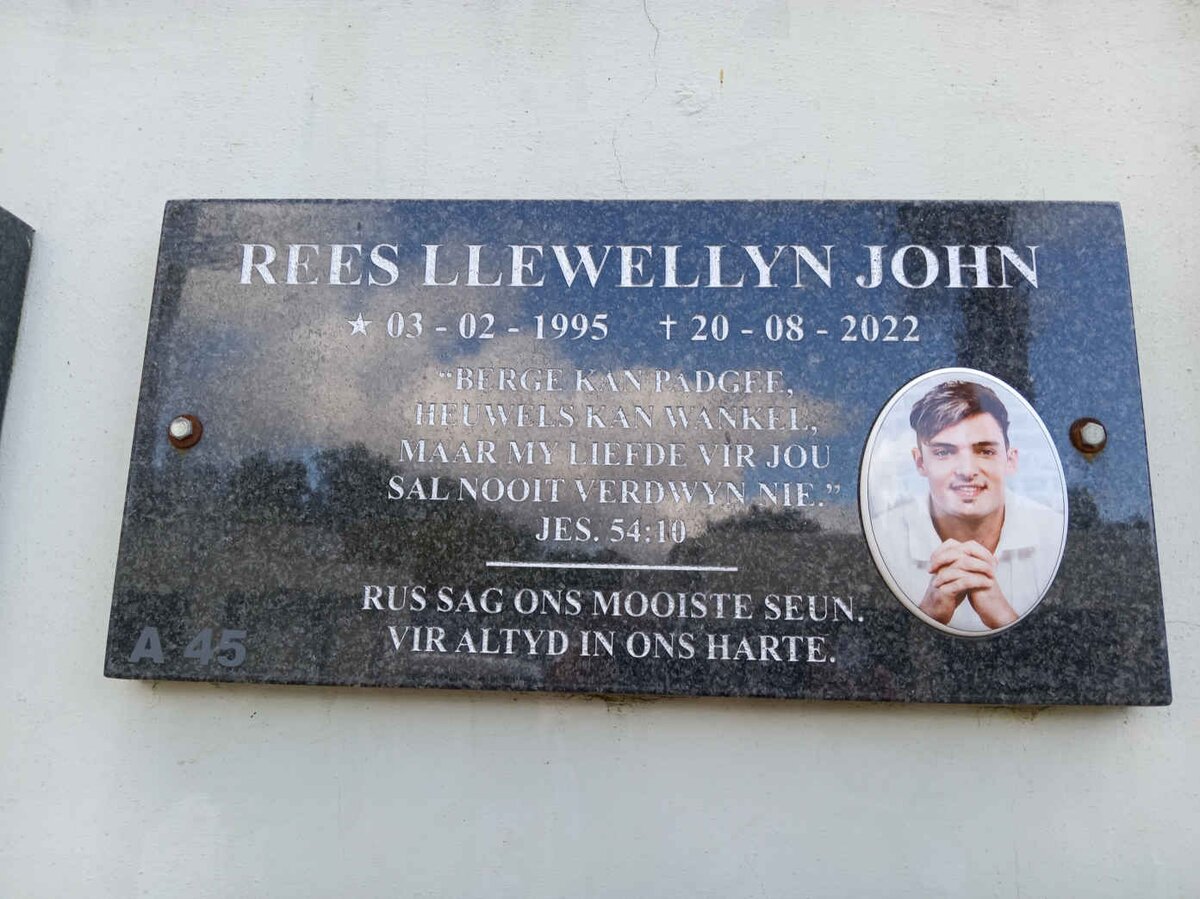 REES LLEWELLYN JOHN
★ 03 - 02 - 1995 † 20 - 08 - 2022
“BERGE KAN PADGEE,
HEUWELS KAN WANKEL,
MAAR MY LIEFDE VIR JOU
SAL NOOIT VERDWYN NIE.”
JES. 54:10
RUS SAG ONS MOOISTE SEUN.
VIR ALTYD IN ONS HARTE.
A 45